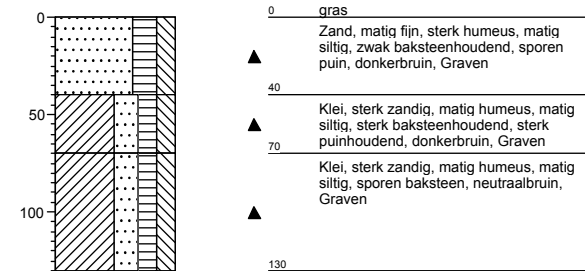 0
50
100
0 gras
Zand, matig fijn, sterk humeus, matig
siltig, zwak baksteenhoudend, sporen
puin, donkerbruin, Graven
40
Klei, sterk zandig, matig humeus, matig
siltig, sterk baksteenhoudend, sterk
puinhoudend, donkerbruin, Graven
70
Klei, sterk zandig, matig humeus, matig
siltig, sporen baksteen, neutraalbruin,
Graven
130